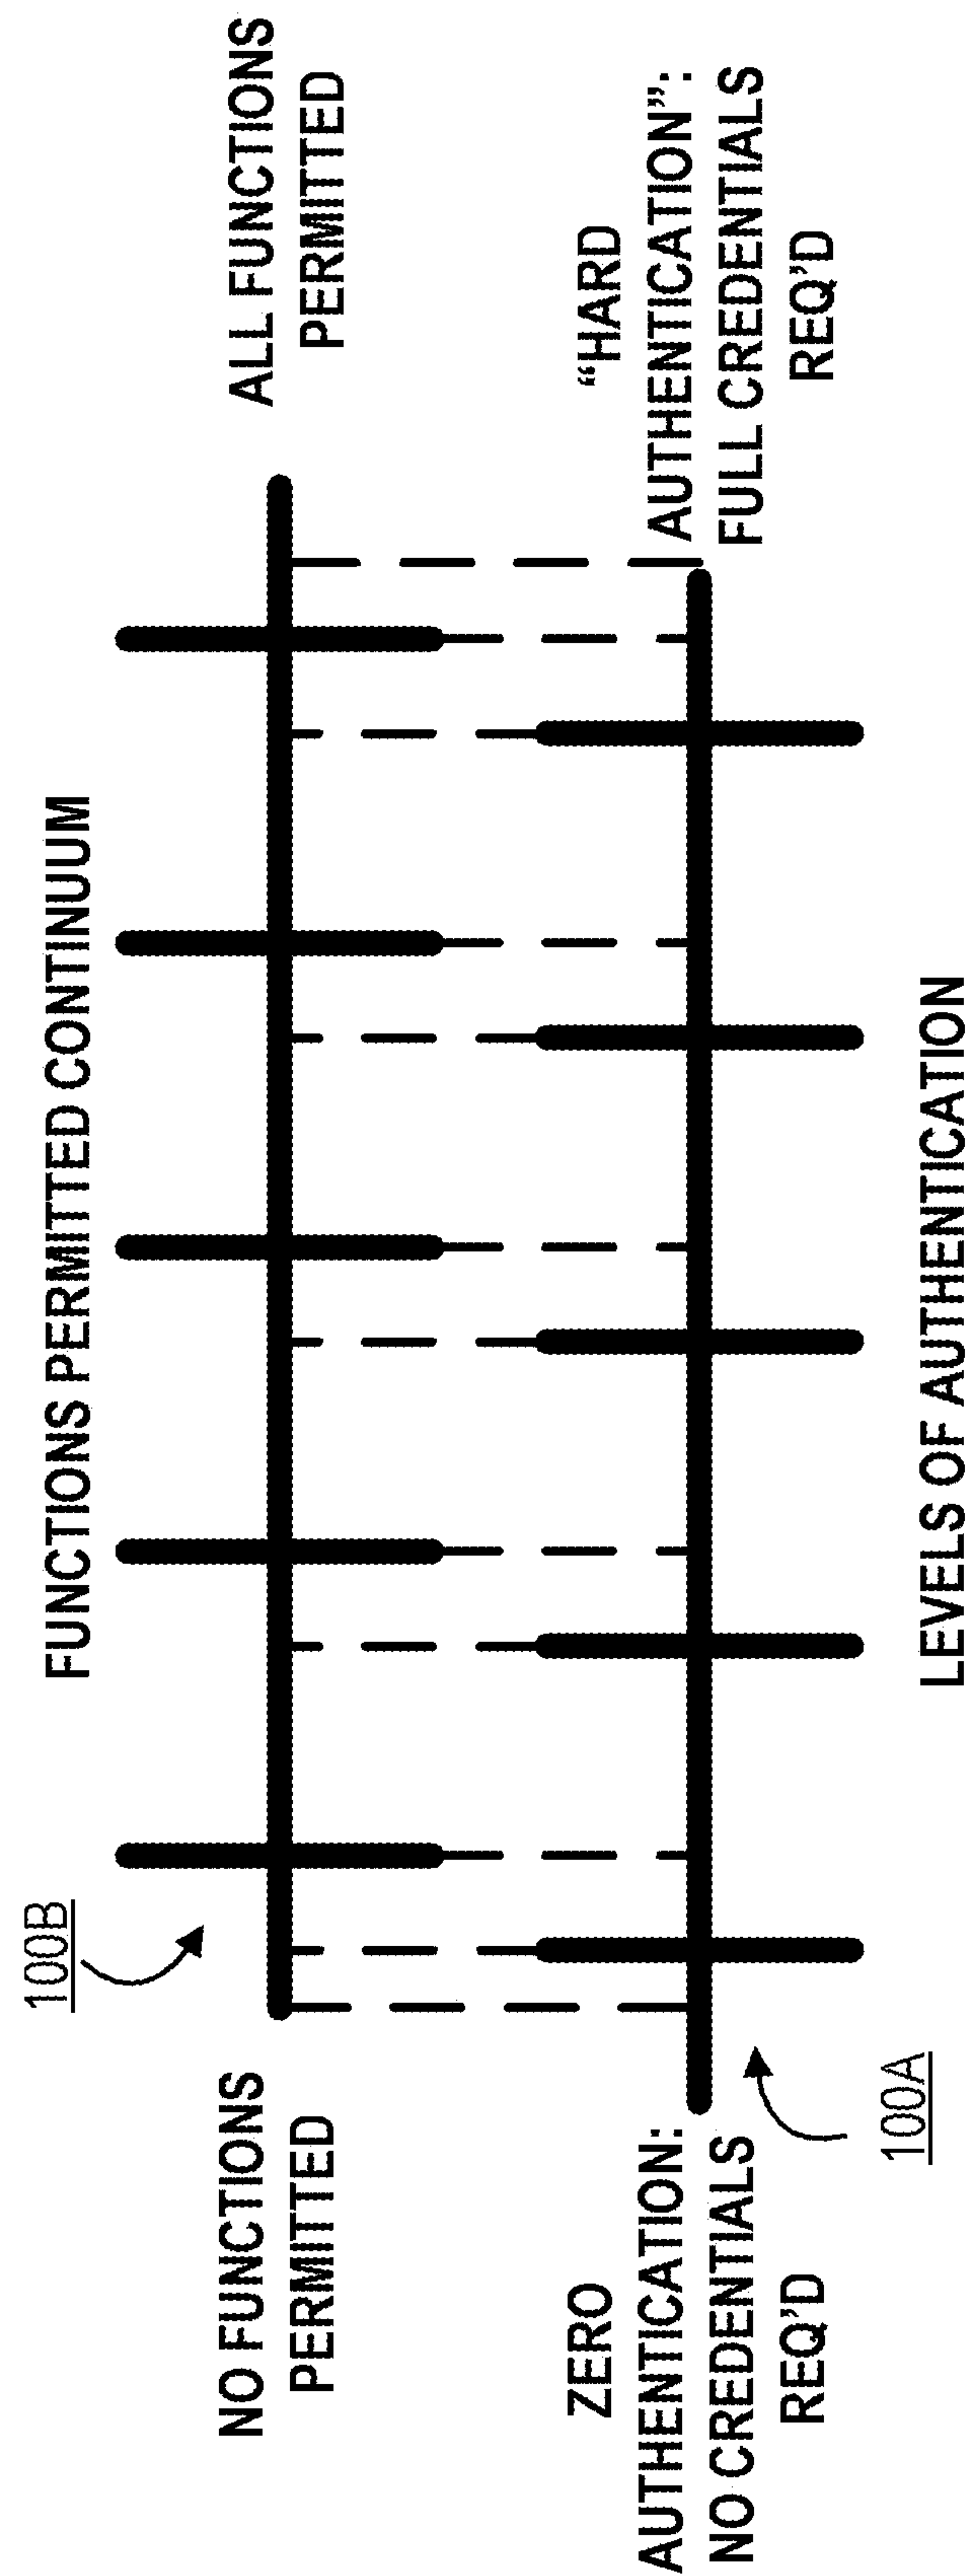 FUNCTIONS PERMITTED CONTINUUM
100B
NO FUNCTIONS
PERMITTED
ALL FUNCTIONS
PERMITTED
ZERO
AUTHENTICATION:
NO CREDENTIALS
REQ'D
“HARD
AUTHENTICATION”:
FULL CREDENTIALS
REQ'D
100A
LEVELS OF AUTHENTICATION